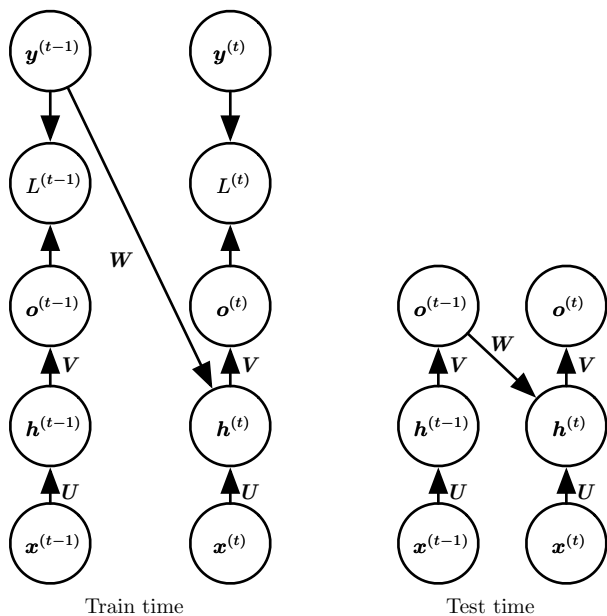 y^{(t-1)} y^{(t)}
L^{(t-1)} L^{(t)}
W
o^{(t-1)} o^{(t)} o^{(t-1)} o^{(t)}
W
V V V V
h^{(t-1)} h^{(t)} h^{(t-1)} h^{(t)}
U U U U
x^{(t-1)} x^{(t)} x^{(t-1)} x^{(t)}
Train time Test time